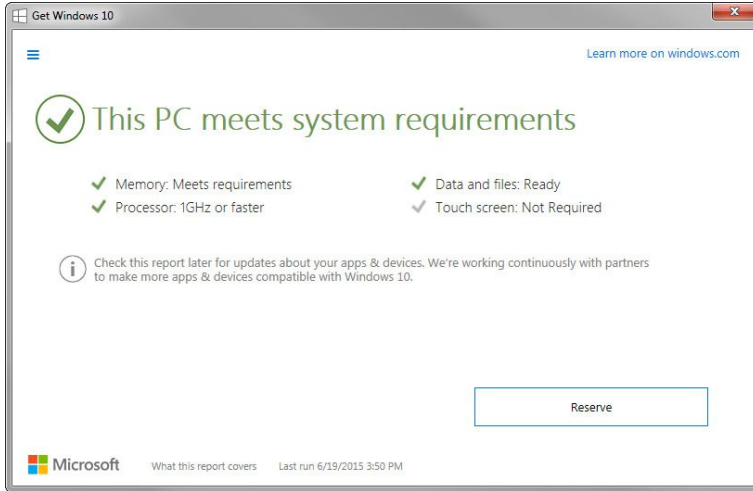 Get Windows 10
Learn more on windows.com
This PC meets system requirements
Memory: Meets requirements
Data and files: Ready
Processor: 1GHz or faster
Touch screen: Not Required
Check this report later for updates about your apps & devices. We're working continuously with partners
to make more apps & devices compatible with Windows 10.
Reserve
Microsoft
What this report covers
Last run 6/19/2015 3:50 PM